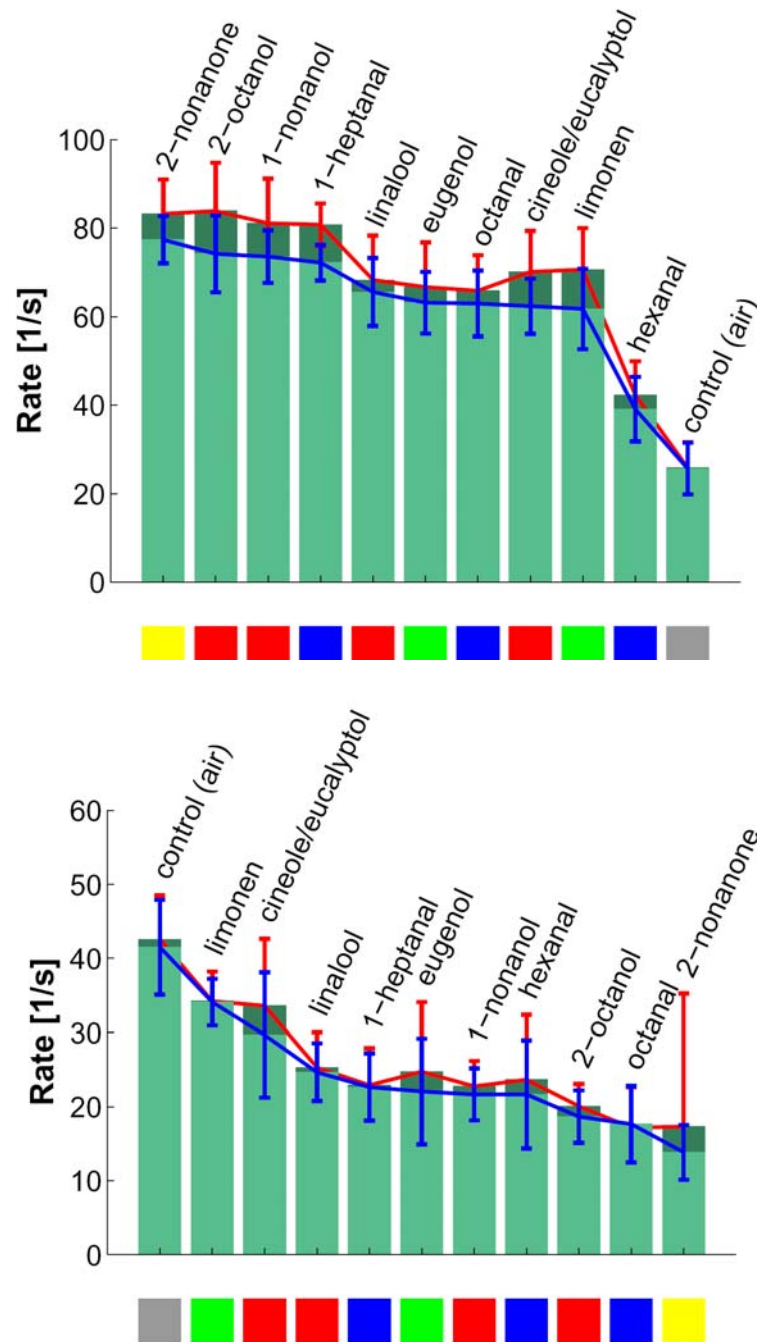 2−nonanone
2−octanol
1−nonanol
1−heptanal
linalool
eugenol
octanal
cineole/eucalyptol
limonen
hexanal
control (air)
Rate [1/s]
100
80
60
40
20
0
control (air)
limonen
cineole/eucalyptol
linalool
1−heptanal
eugenol
1−nonanol
hexanal
2−octanol
octanal
2−nonanone
Rate [1/s]
60
50
40
30
20
10
0